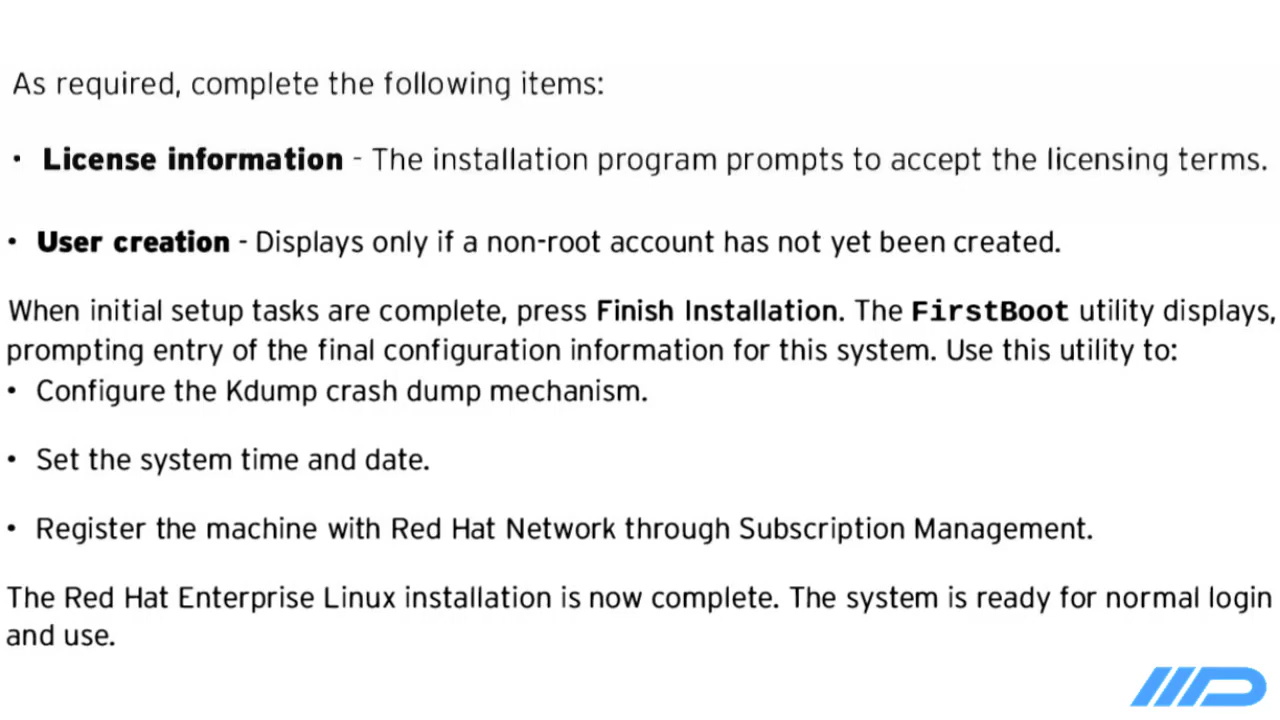 As required, complete the following items:
• License information - The installation program prompts to accept the licensing terms.
• User creation - Displays only if a non-root account has not yet been created.
When initial setup tasks are complete, press Finish Installation. The FirstBoot utility displays,
prompting entry of the final configuration information for this system. Use this utility to:
• Configure the Kdump crash dump mechanism.
• Set the system time and date.
• Register the machine with Red Hat Network through Subscription Management.
The Red Hat Enterprise Linux installation is now complete. The system is ready for normal login
and use.